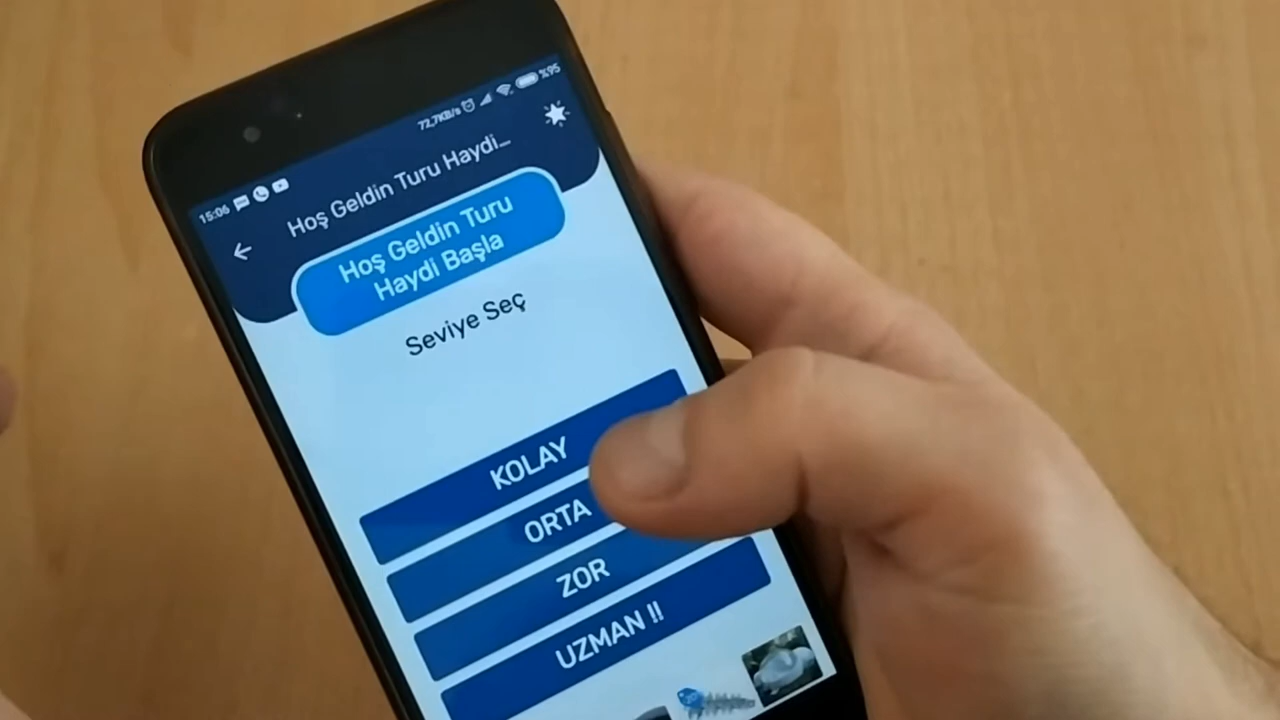 15:06
72,7KB/s
%95
Hoş Geldin Turu Haydi...
Hoş Geldin Turu
Haydi Başla
Seviye Seç
KOLAY
ORTA
ZOR
UZMAN !!